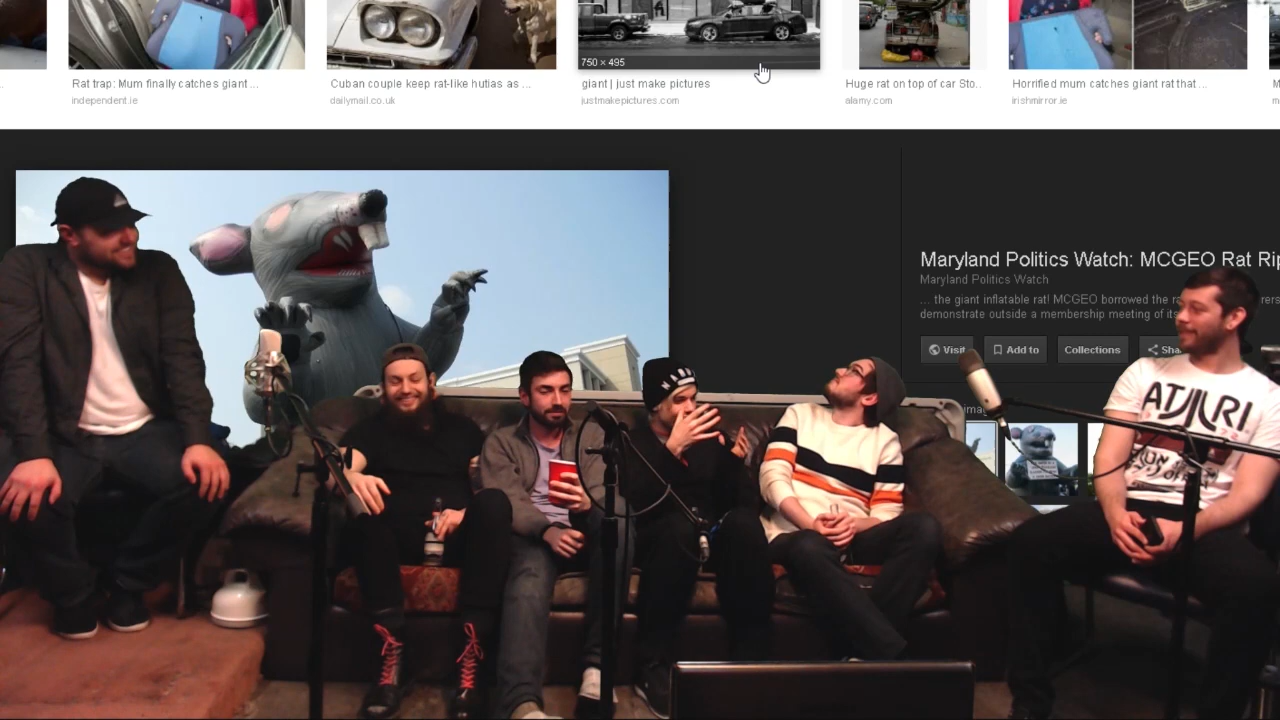 750 × 495
Rat trap: Mum finally catches giant ...
independent.ie
Cuban couple keep rat-like hutias as ...
dailymail.co.uk
giant | just make pictures
justmakepictures.com
Huge rat on top of car Sto...
alamy.com
Horrified mum catches giant rat that ...
irishmirror.ie
Maryland Politics Watch: MCGEO Rat Rip
Maryland Politics Watch
... the giant inflatable rat! MCGEO borrowed the ra
demonstrate outside a membership meeting of its
Visit
Add to
Collections
Sha
ATARI